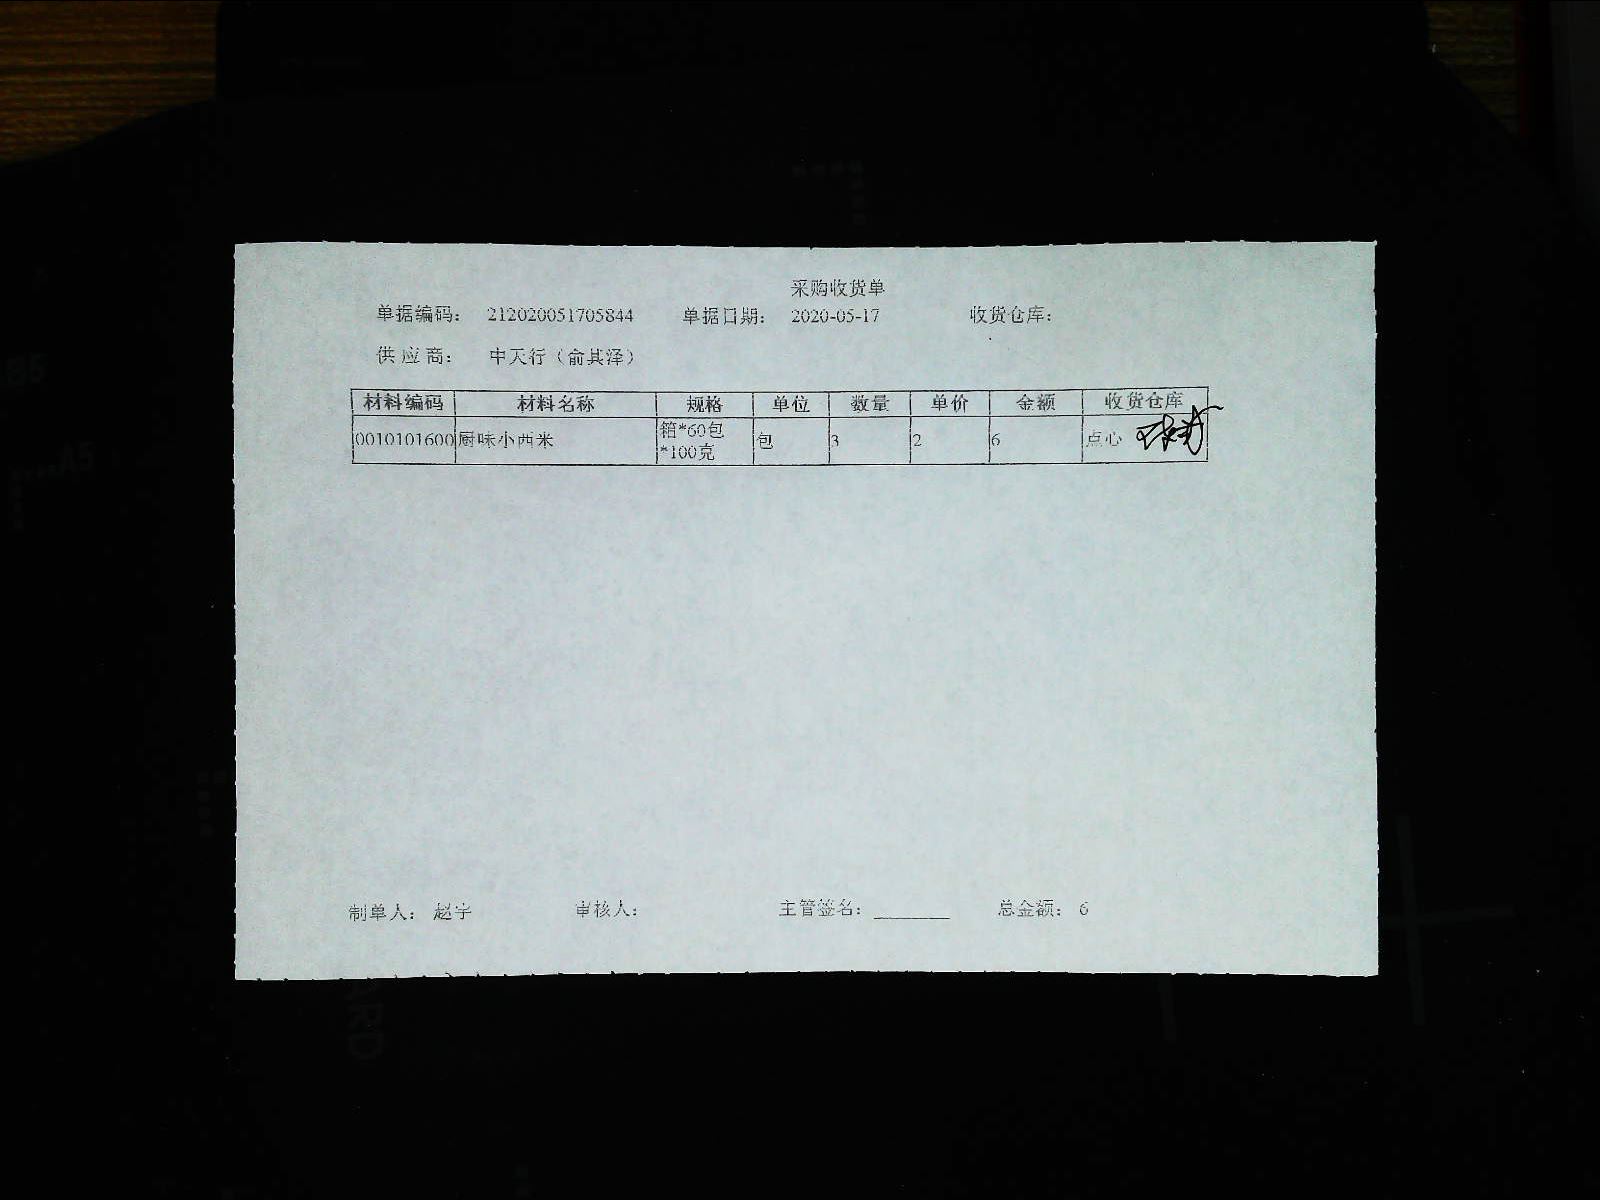 采购收货单
单据编码: 212020051705844 单据日期: 2020-05-17 收货仓库:
供应商: 中天行(俞其泽)
材料编码 材料名称 规格 单位 数量 单价 金额 收货仓库
0010101600 厨味小西米 箱*60包 包 3 2 6 点心
*100克
制单人: 赵宇 审核人: 主管签名: ________ 总金额: 6